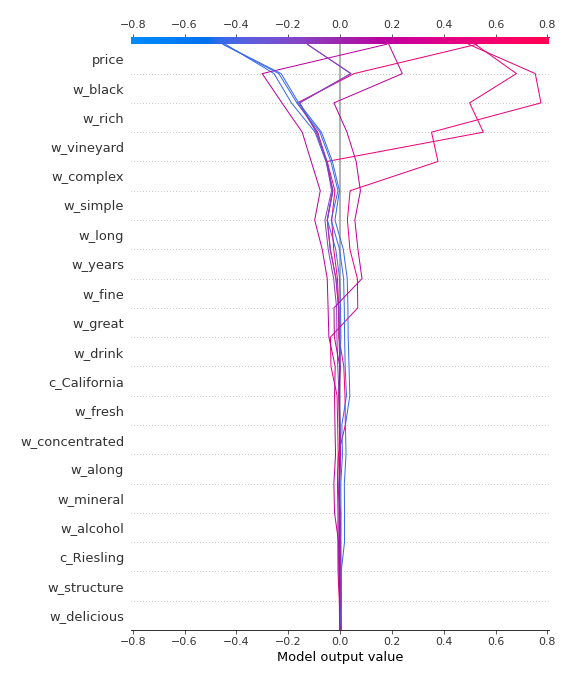 −0.8 −0.6 −0.4 −0.2 0.0 0.2 0.4 0.6 0.8
price
w_black
w_rich
w_vineyard
w_complex
w_simple
w_long
w_years
w_fine
w_great
w_drink
c_California
w_fresh
w_concentrated
w_along
w_mineral
w_alcohol
c_Riesling
w_structure
w_delicious
−0.8 −0.6 −0.4 −0.2 0.0 0.2 0.4 0.6 0.8
Model output value